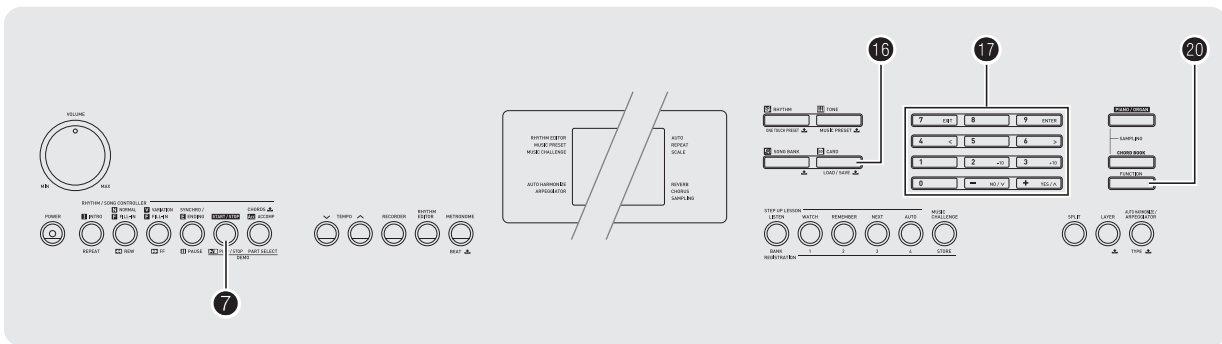 16
17
20
7
VOLUME
MIN MAX
POWER
RHYTHM / SONG CONTROLLER
I INTRO
REPEAT
N NORMAL
F FILL-IN
REW
V VARIATION
F FILL-IN
FF
SYNCHRO /
E ENDING
PAUSE
START/STOP
PLAY / STOP
CHORDS
ACCOMP
PART SELECT
DEMO
TEMPO
RECORDER
RHYTHM
EDITOR
METRONOME
BEAT
RHYTHM EDITOR
MUSIC PRESET
MUSIC CHALLENGE
AUTO HARMONIZE
ARPEGGIATOR
AUTO
REPEAT
SCALE
REVERB
CHORUS
SAMPLING
RHYTHM
ONE TOUCH PRESET
TONE
MUSIC PRESET
SONG BANK
CARD
LOAD / SAVE
STEP UP LESSON
LISTEN WATCH REMEMBER NEXT AUTO
MUSIC
CHALLENGE
BANK 1 2 3 4 STORE
REGISTRATION
7 EXIT 8 9 ENTER
4 < 5 6 >
1 2 -10 3 +10
0 − NO / ∨ + YES / ∧
PIANO / ORGAN
SAMPLING
CHORD BOOK
FUNCTION
SPLIT
LAYER
AUTO HARMONIZE /
ARPEGGIATOR
TYPE